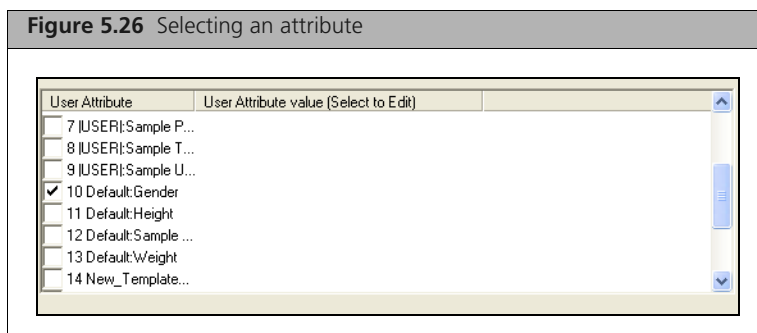 Figure 5.26 Selecting an attribute
User Attribute User Attribute value (Select to Edit)
7 |USER|:Sample P...
8 |USER|:Sample T...
9 |USER|:Sample U...
10 Default:Gender
11 Default:Height
12 Default:Sample ...
13 Default:Weight
14 New_Template...